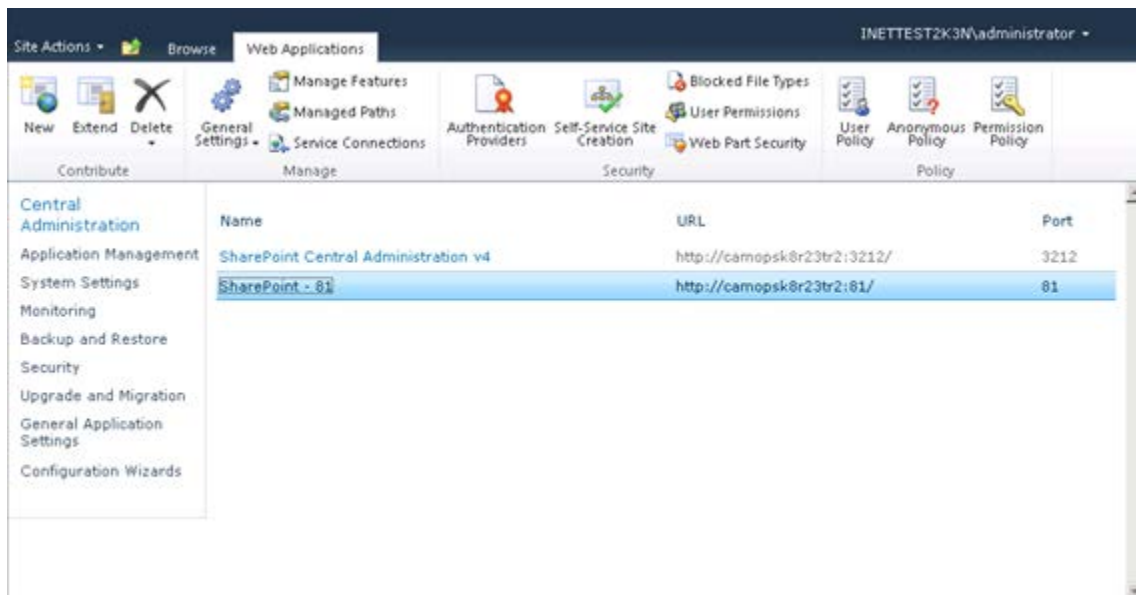 INETTEST2K3N\administrator
Site Actions Browse Web Applications
New Extend Delete
Contribute
General Settings
Manage Features
Managed Paths
Service Connections
Manage
Authentication Providers
Self-Service Site Creation
Blocked File Types
User Permissions
Web Part Security
Security
User Policy
Anonymous Policy
Permission Policy
Policy
Central
Administration
Application Management
System Settings
Monitoring
Backup and Restore
Security
Upgrade and Migration
General Application
Settings
Configuration Wizards
Name URL Port
SharePoint Central Administration v4 http://camopsk8r23tr2:3212/ 3212
SharePoint - 81 http://camopsk8r23tr2:81/ 81